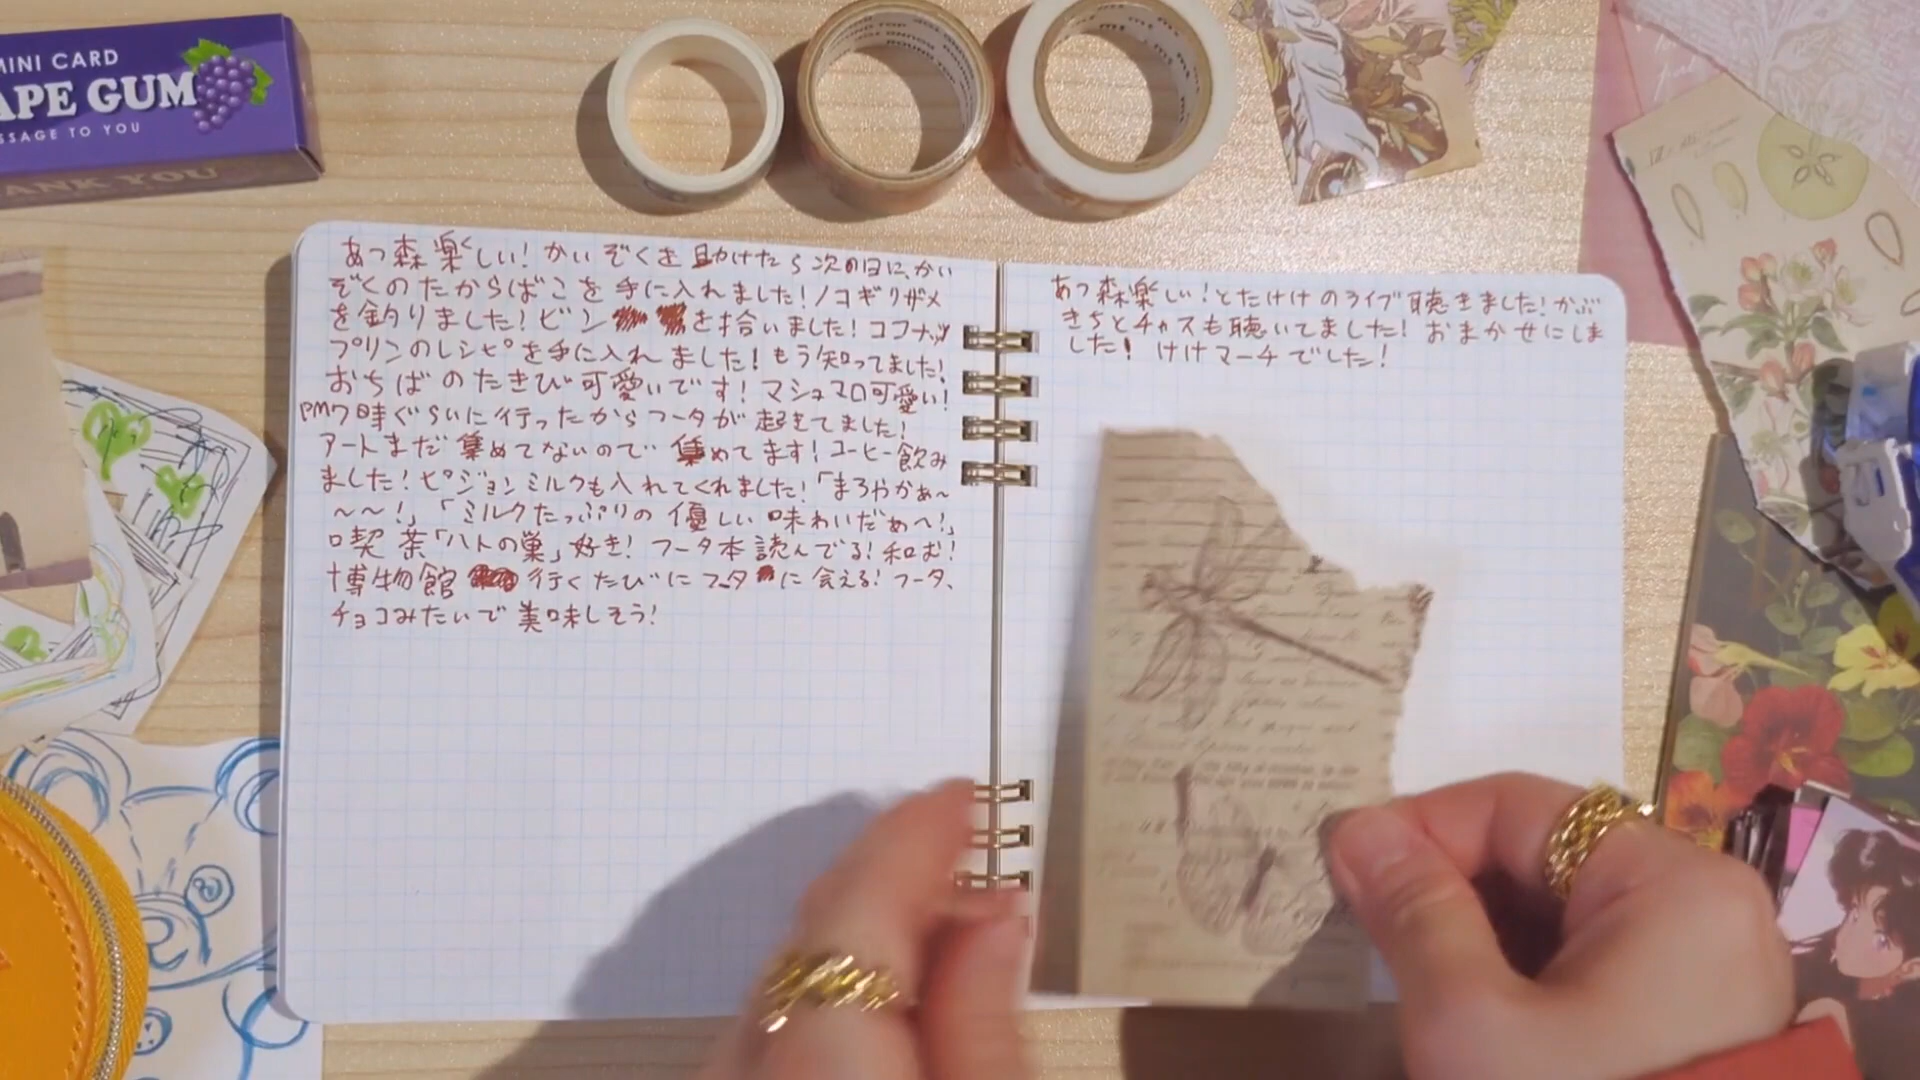 MINI CARD
APE GUM
SSAGE TO YOU
THANK YOU
あつ森楽しい！かいぞくを助けたら次の日に、かい
ぞくのたからばこを手に入れました！ノコギリザメ
を釣りました！ビン を拾いました！ココナッツ
プリンのレシピを手に入れました！もう知ってました！
おちばのたきび可愛いです！マシュマロ可愛い！
PM7時ぐらいに行ったからフータが起きてました！
アートまだ集めてないので集めてます！コーヒー飲み
ました！ピジョンミルクも入れてくれました！「まろやかぁ〜
〜〜！」「ミルクたっぷりの優しい味わいだぁ〜！」
喫茶「ハトの巣」好き！フータ本読んでる！和む！
博物館 行くたびにフータ に会える！フータ、
チョコみたいで美味しそう！
あつ森楽しい！とたけけのライブ聴きました！かぶ
きちとチャスも聴いてました！おまかせにしま
した！けけマーチでした！